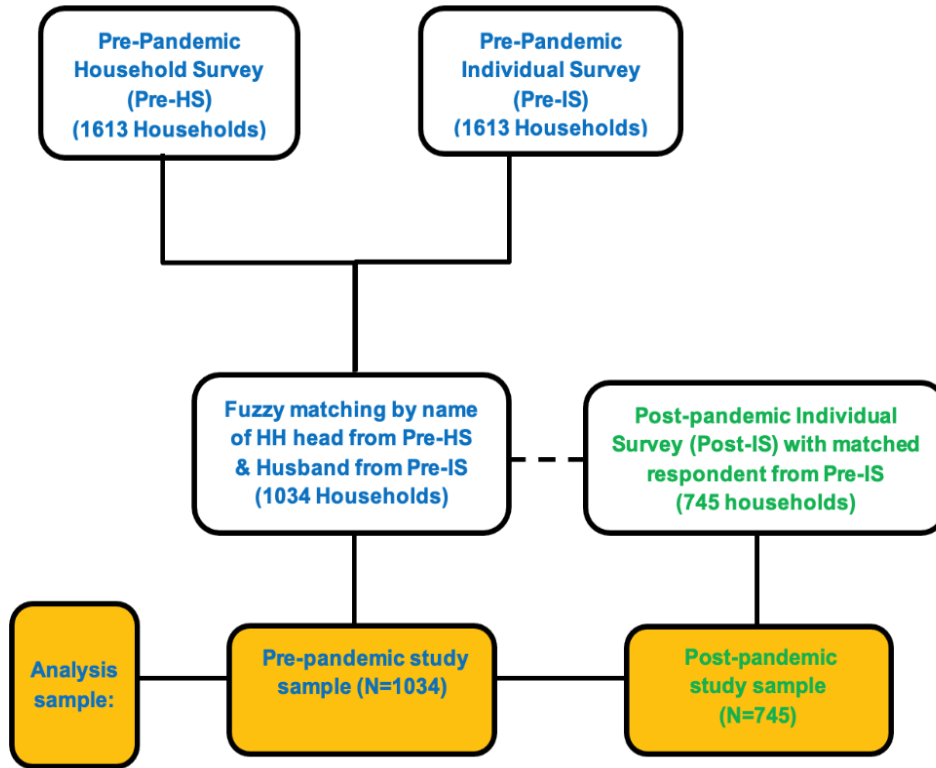 Pre-Pandemic
Household Survey
(Pre-HS)
(1613 Households)
Pre-Pandemic
Individual Survey
(Pre-IS)
(1613 Households)
Fuzzy matching by name
of HH head from Pre-HS
& Husband from Pre-IS
(1034 Households)
Post-pandemic Individual
Survey (Post-IS) with matched
respondent from Pre-IS
(745 households)
Analysis
sample:
Pre-pandemic study
sample (N=1034)
Post-pandemic
study sample
(N=745)